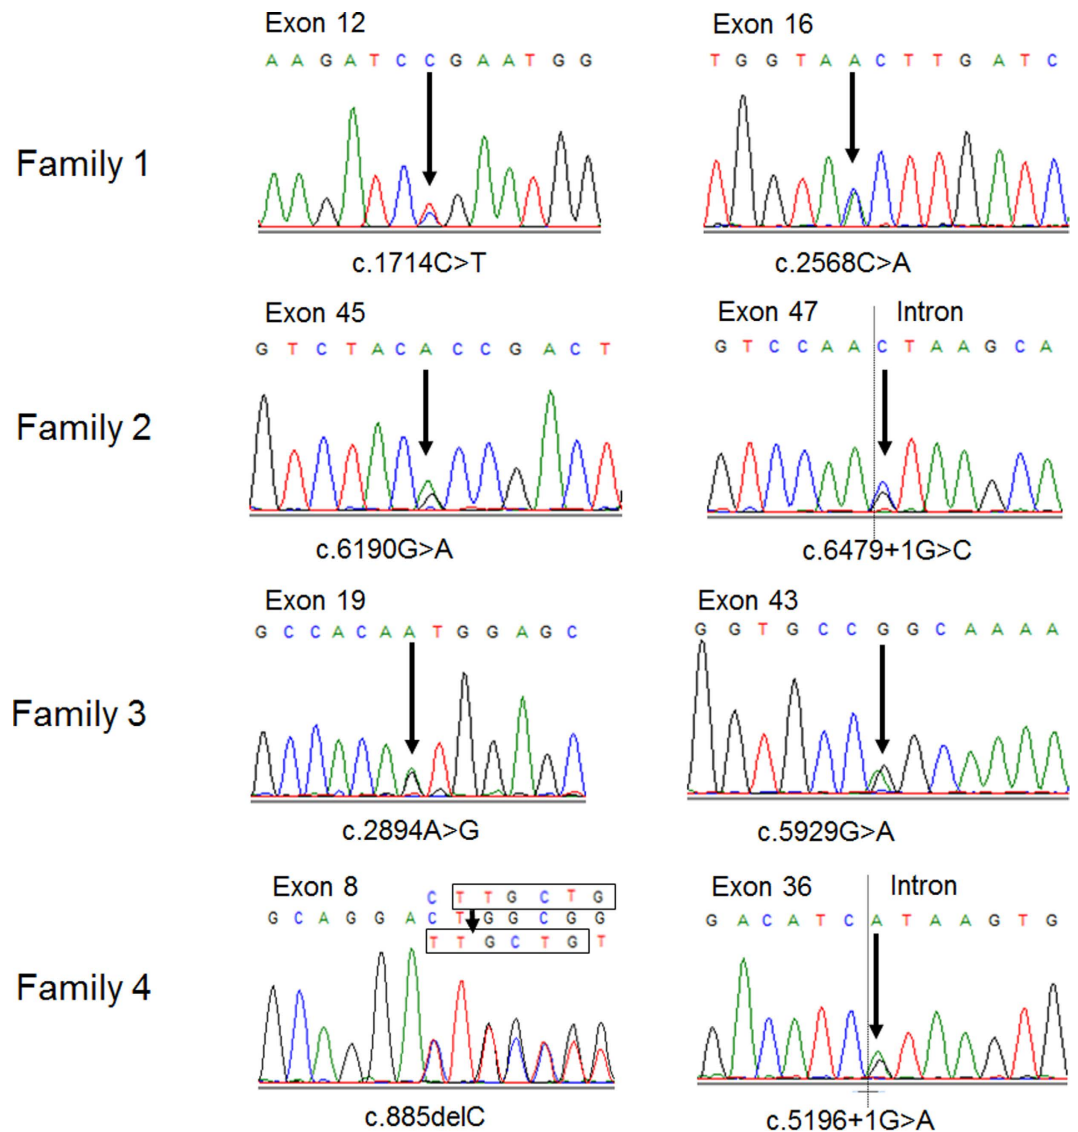 Family 1
Exon 12
A A G A T C C G A A T G G
c.1714C>T
Exon 16
T G G T A A C T T G A T C
c.2568C>A
Family 2
Exon 45
G T C T A C A C C G A C T
c.6190G>A
Exon 47 Intron
G T C C A A C T A A G C A
c.6479+1G>C
Family 3
Exon 19
G C C A C A A T G G A G C
c.2894A>G
Exon 43
G G T G C C G G C A A A A
c.5929G>A
Family 4
Exon 8
C T T G C T G
G C A G G A C T G G C G G
T T G C T G T
c.885delC
Exon 36 Intron
G A C A T C A T A A G T G
c.5196+1G>A